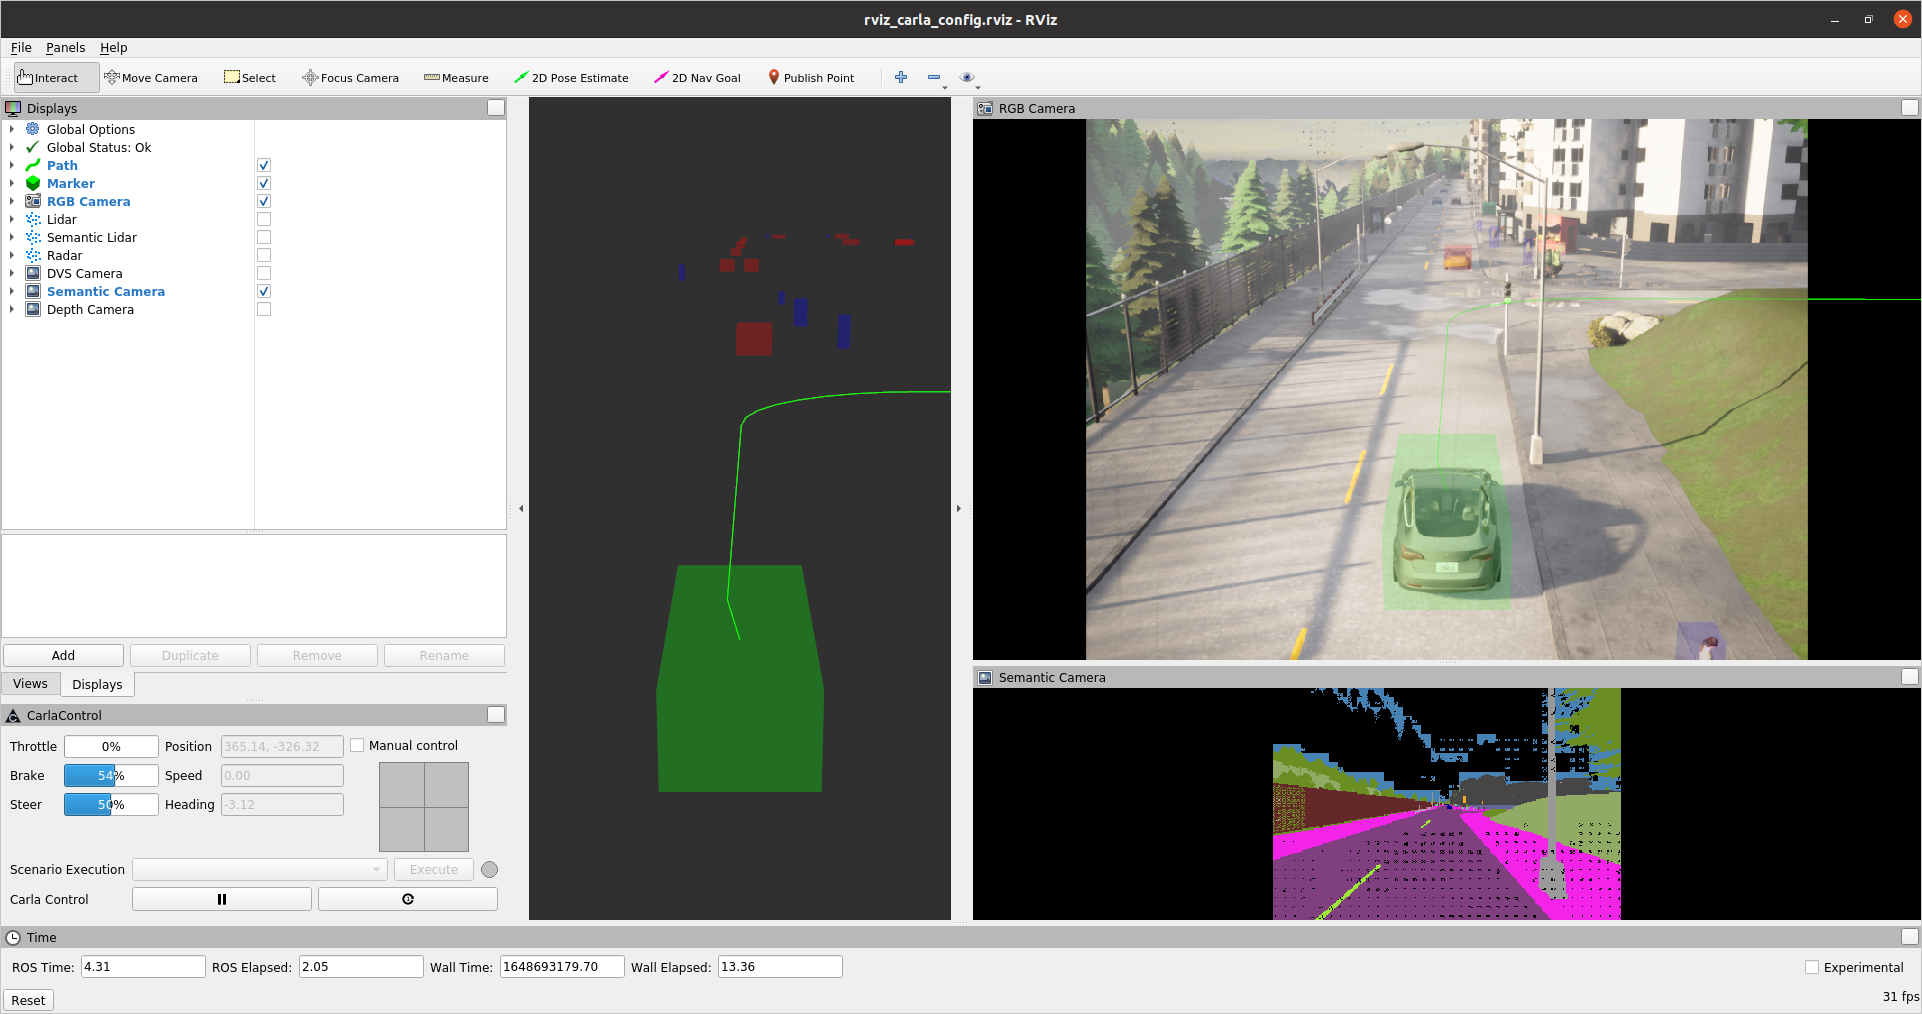 rviz_carla_config.rviz - RViz
File Panels Help
Interact Move Camera Select Focus Camera Measure 2D Pose Estimate 2D Nav Goal Publish Point
Displays
Global Options
Global Status: Ok
Path
Marker
RGB Camera
Lidar
Semantic Lidar
Radar
DVS Camera
Semantic Camera
Depth Camera
Add Duplicate Remove Rename
Views Displays
CarlaControl
Throttle 0% Position 365.14, -326.32 Manual control
Brake 54% Speed 0.00
Steer 50% Heading -3.12
Scenario Execution Execute
Carla Control
RGB Camera
Semantic Camera
Time
ROS Time: 4.31 ROS Elapsed: 2.05 Wall Time: 1648693179.70 Wall Elapsed: 13.36 Experimental
Reset 31 fps